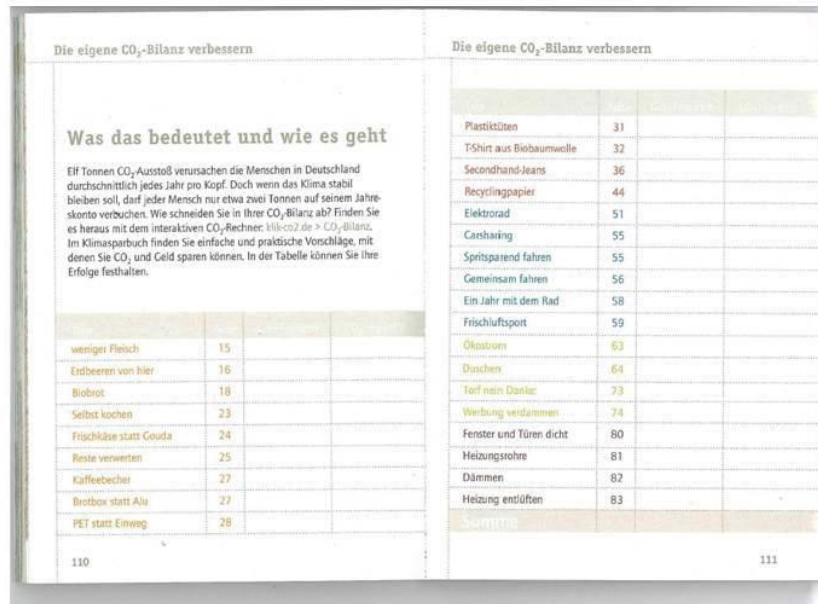 Die eigene CO₂-Bilanz verbessern
Was das bedeutet und wie es geht
Elf Tonnen CO₂-Ausstoß verursachen die Menschen in Deutschland
durchschnittlich jedes Jahr pro Kopf. Doch wenn das Klima stabil
bleiben soll, darf jeder Mensch nur etwa zwei Tonnen auf seinem Jahres-
konto verbuchen. Wie schneiden Sie in Ihrer CO₂-Bilanz ab? Finden Sie
es heraus mit dem interaktiven CO₂-Rechner: klik-co2.de > CO₂-Bilanz.
Im Klimasparbuch finden Sie einfache und praktische Vorschläge, mit
denen Sie CO₂ und Geld sparen können. In der Tabelle können Sie Ihre
Erfolge festhalten.
weniger Fleisch 15
Erdbeeren von hier 16
Biobrot 18
Selbst kochen 23
Frischkäse statt Gouda 24
Reste verwerten 25
Kaffeebecher 27
Brotbox statt Alu 27
PET statt Einweg 28
110
Die eigene CO₂-Bilanz verbessern
Plastiktüten 31
T-Shirt aus Biobaumwolle 32
Secondhand-Jeans 36
Recyclingpapier 44
Elektrorad 51
Carsharing 55
Spritsparend fahren 55
Gemeinsam fahren 56
Ein Jahr mit dem Rad 58
Frischluftsport 59
Ökostrom 63
Duschen 64
Torf nein Danke 73
Werbung verdammen 74
Fenster und Türen dicht 80
Heizungsrohre 81
Dämmen 82
Heizung entlüften 83
Summe
111